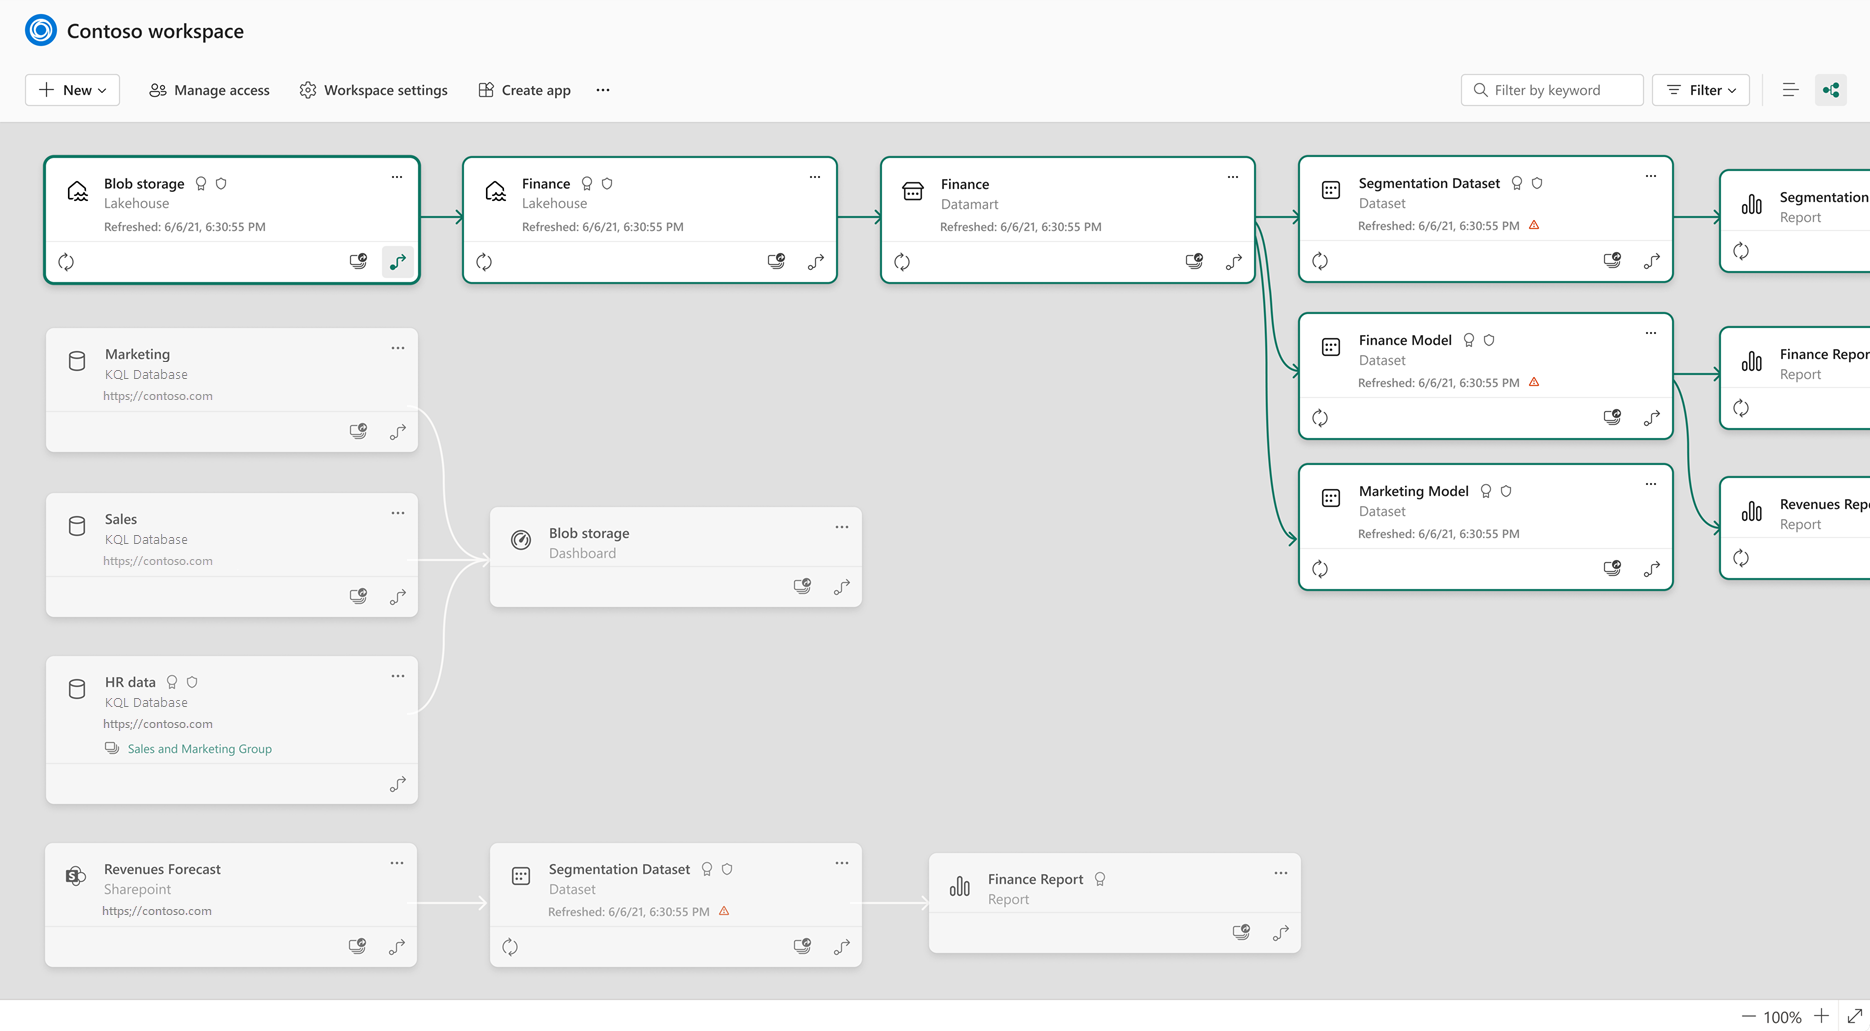 Contoso workspace
New
Manage access
Workspace settings
Create app
Filter by keyword
Filter
Blob storage
Lakehouse
Refreshed: 6/6/21, 6:30:55 PM
Finance
Lakehouse
Refreshed: 6/6/21, 6:30:55 PM
Finance
Datamart
Refreshed: 6/6/21, 6:30:55 PM
Segmentation Dataset
Dataset
Refreshed: 6/6/21, 6:30:55 PM
Segmentation
Report
Marketing
KQL Database
https;//contoso.com
Finance Model
Dataset
Refreshed: 6/6/21, 6:30:55 PM
Finance Repor
Report
Sales
KQL Database
https;//contoso.com
Blob storage
Dashboard
Marketing Model
Dataset
Refreshed: 6/6/21, 6:30:55 PM
Revenues Rep
Report
HR data
KQL Database
https;//contoso.com
Sales and Marketing Group
Revenues Forecast
Sharepoint
https;//contoso.com
Segmentation Dataset
Dataset
Refreshed: 6/6/21, 6:30:55 PM
Finance Report
Report
100%